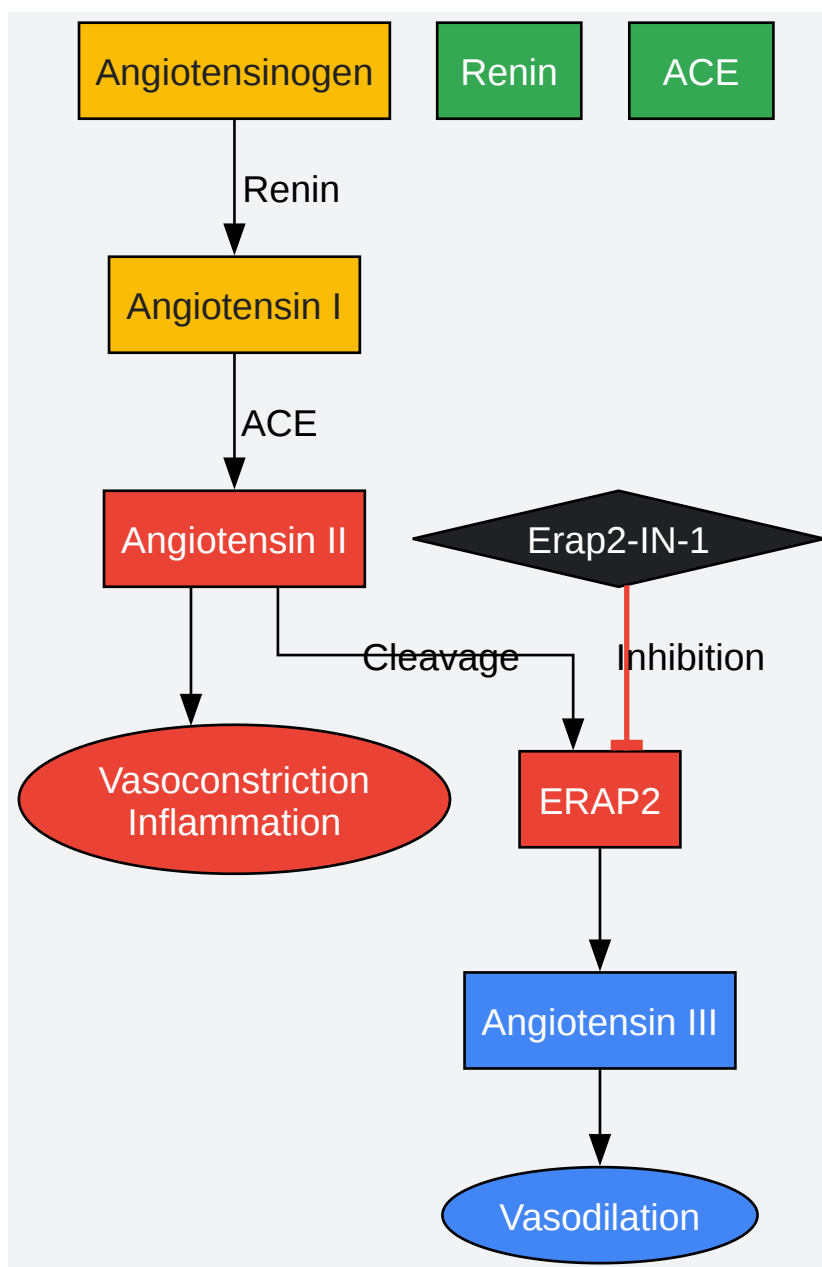 Angiotensinogen
Renin
ACE
Renin
Angiotensin I
ACE
Angiotensin II
Erap2-IN-1
Cleavage
Inhibition
Vasoconstriction
Inflammation
ERAP2
Angiotensin III
Vasodilation